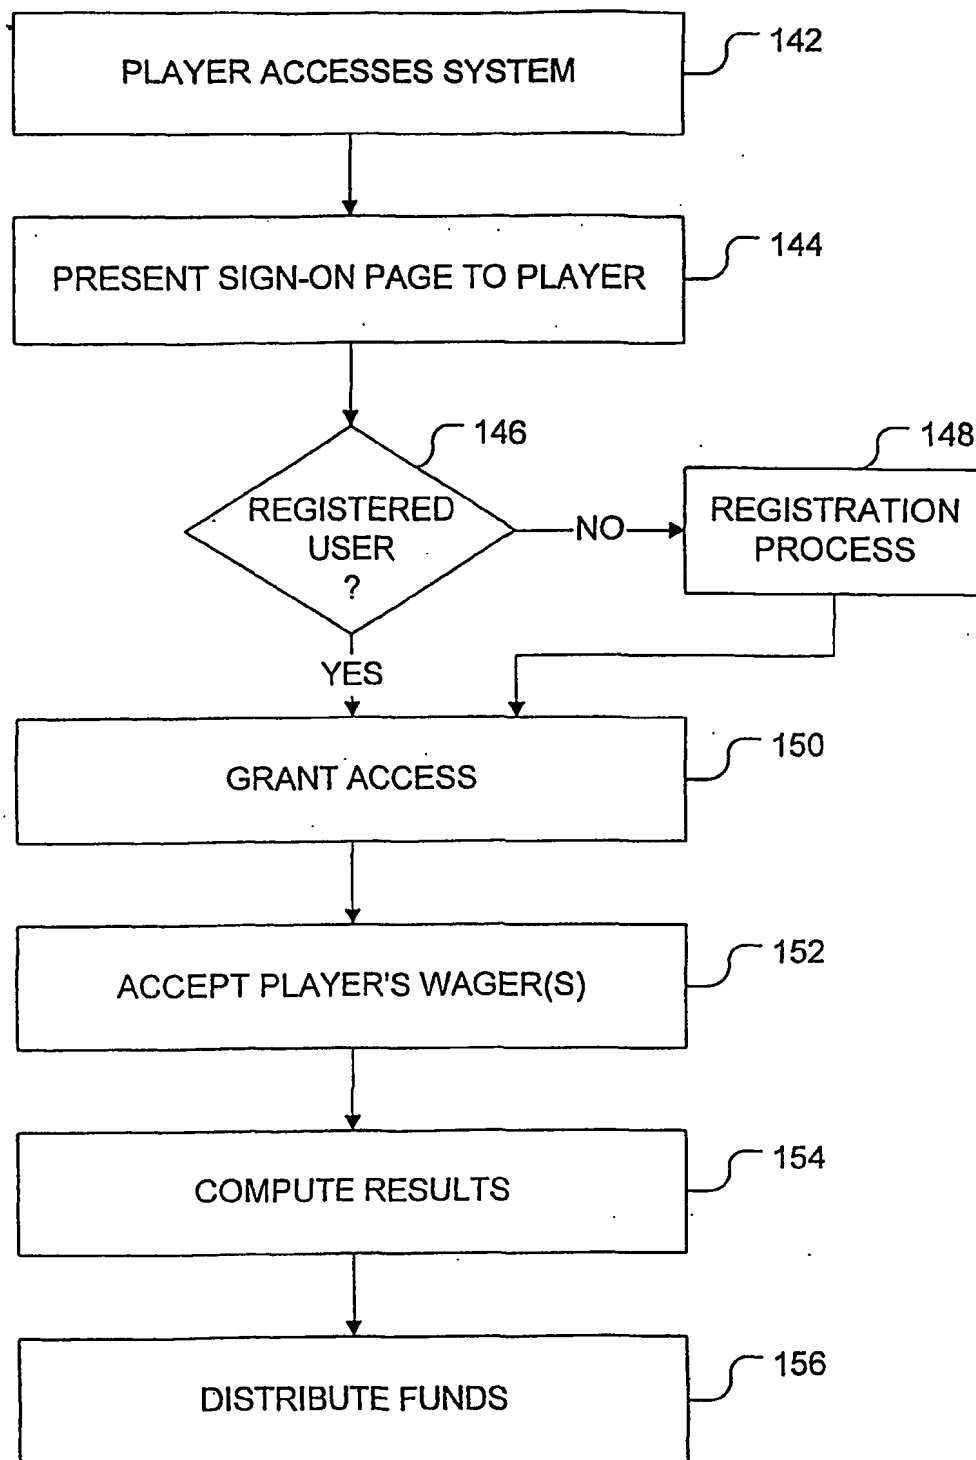 PLAYER ACCESSES SYSTEM
142
PRESENT SIGN-ON PAGE TO PLAYER
144
146
REGISTERED
USER
?
NO
148
REGISTRATION
PROCESS
YES
GRANT ACCESS
150
ACCEPT PLAYER'S WAGER(S)
152
COMPUTE RESULTS
154
DISTRIBUTE FUNDS
156